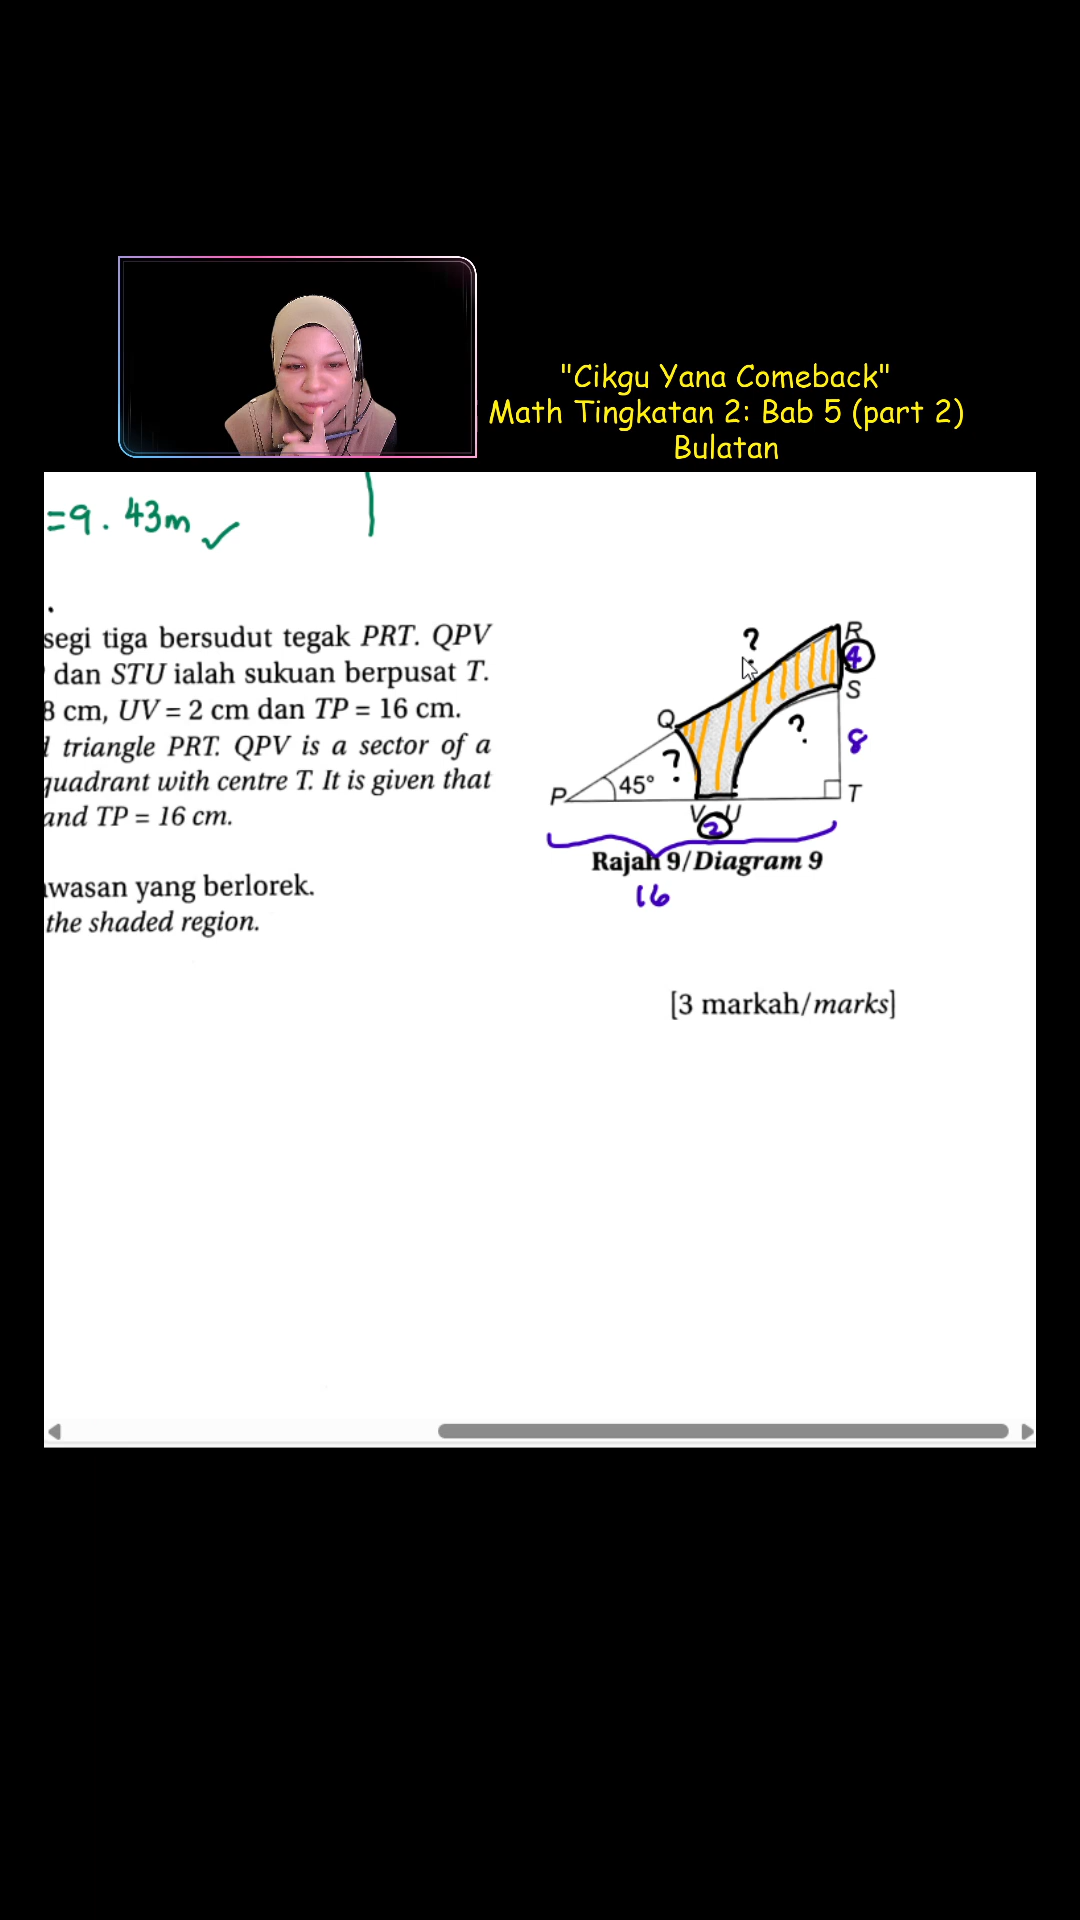 "Cikgu Yana Comeback"
Math Tingkatan 2: Bab 5 (part 2)
Bulatan
=9.43m ✓
segi tiga bersudut tegak PRT. QPV
dan STU ialah sukuan berpusat T.
8 cm, UV = 2 cm dan TP = 16 cm.
triangle PRT. QPV is a sector of a
quadrant with centre T. It is given that
and TP = 16 cm.
wasan yang berlorek.
the shaded region.
R
?
4
S
Q
?
8
?
P
45°
T
V
2
U
Rajah 9/Diagram 9
16
[3 markah/marks]